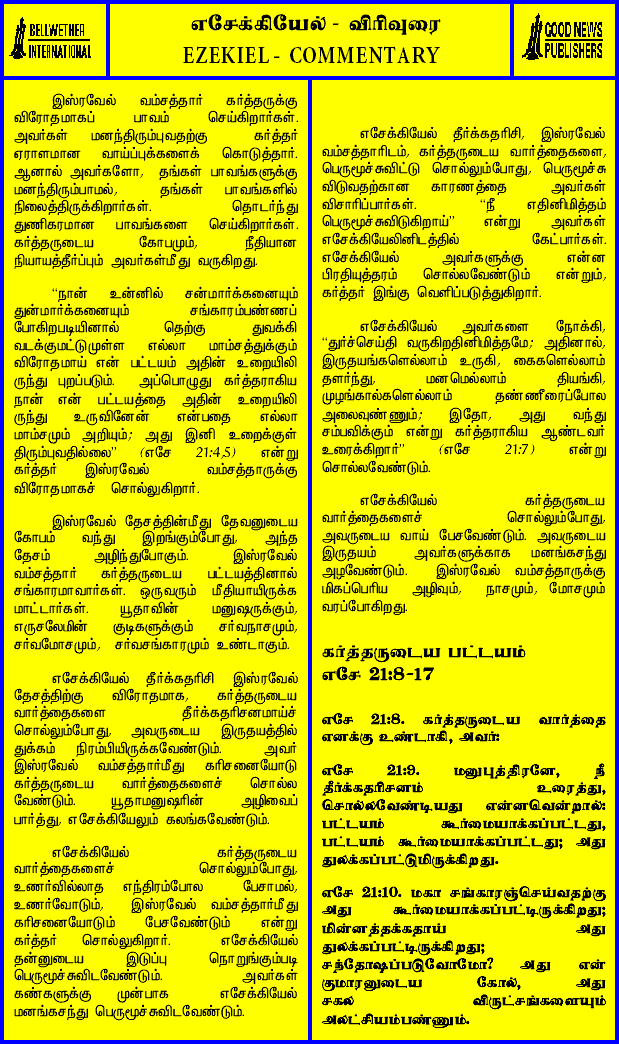 BELLWETHER
INTERNATIONAL
எசேக்கியேல் - விரிவுரை
EZEKIEL - COMMENTARY
GOOD NEWS
PUBLISHERS
இஸ்ரவேல் வம்சத்தார் கர்த்தருக்கு
விரோதமாகப் பாவம் செய்கிறார்கள்.
அவர்கள் மனந்திரும்புவதற்கு கர்த்தர்
ஏராளமான வாய்ப்புக்களைக் கொடுத்தார்.
ஆனால் அவர்களோ, தங்கள் பாவங்களுக்கு
மனந்திரும்பாமல், தங்கள் பாவங்களில்
நிலைத்திருக்கிறார்கள். தொடர்ந்து
துணிகரமான பாவங்களை செய்கிறார்கள்.
கர்த்தருடைய கோபமும், நீதியான
நியாயத்தீர்ப்பும் அவர்கள்மீது வருகிறது.
“நான் உன்னில் சன்மார்க்கனையும்
துன்மார்க்கனையும் சங்காரம்பண்ணப்
போகிறபடியினால் தெற்கு துவக்கி
வடக்குமட்டுமுள்ள எல்லா மாம்சத்துக்கும்
விரோதமாய் என் பட்டயம் அதின் உறையிலி
ருந்து புறப்படும். அப்பொழுது கர்த்தராகிய
நான் என் பட்டயத்தை அதின் உறையிலி
ருந்து உருவினேன் என்பதை எல்லா
மாம்சமும் அறியும்; அது இனி உறைக்குள்
திரும்புவதில்லை” (எசே 21:4,5) என்று
கர்த்தர் இஸ்ரவேல் வம்சத்தாருக்கு
விரோதமாகச் சொல்லுகிறார்.
இஸ்ரவேல் தேசத்தின்மீது தேவனுடைய
கோபம் வந்து இறங்கும்போது, அந்த
தேசம் அழிந்துபோகும். இஸ்ரவேல்
வம்சத்தார் கர்த்தருடைய பட்டயத்தினால்
சங்காரமாவார்கள். ஒருவரும் மீதியாயிருக்க
மாட்டார்கள். யூதாவின் மனுஷருக்கும்,
எருசலேமின் குடிகளுக்கும் சர்வநாசமும்,
சர்வமோசமும், சர்வசங்காரமும் உண்டாகும்.
எசேக்கியேல் தீர்க்கதரிசி இஸ்ரவேல்
தேசத்திற்கு விரோதமாக, கர்த்தருடைய
வார்த்தைகளை தீர்க்கதரிசனமாய்ச்
சொல்லும்போது, அவருடைய இருதயத்தில்
துக்கம் நிரம்பியிருக்கவேண்டும். அவர்
இஸ்ரவேல் வம்சத்தார்மீது கரிசனையோடு
கர்த்தருடைய வார்த்தைகளைச் சொல்ல
வேண்டும். யூதாமனுஷரின் அழிவைப்
பார்த்து, எசேக்கியேலும் கலங்கவேண்டும்.
எசேக்கியேல் கர்த்தருடைய
வார்த்தைகளைச் சொல்லும்போது,
உணர்வில்லாத எந்திரம்போல பேசாமல்,
உணர்வோடும், இஸ்ரவேல் வம்சத்தார்மீது
கரிசனையோடும் பேசவேண்டும் என்று
கர்த்தர் சொல்லுகிறார். எசேக்கியேல்
தன்னுடைய இடுப்பு நொறுங்கும்படி
பெருமூச்சுவிடவேண்டும். அவர்கள்
கண்களுக்கு முன்பாக எசேக்கியேல்
மனங்கசந்து பெருமூச்சுவிடவேண்டும்.
எசேக்கியேல் தீர்க்கதரிசி, இஸ்ரவேல்
வம்சத்தாரிடம், கர்த்தருடைய வார்த்தைகளை,
பெருமூச்சுவிட்டு சொல்லும்போது, பெருமூச்சு
விடுவதற்கான காரணத்தை அவர்கள்
விசாரிப்பார்கள். “நீ எதினிமித்தம்
பெருமூச்சுவிடுகிறாய்” என்று அவர்கள்
எசேக்கியேலினிடத்தில் கேட்பார்கள்.
எசேக்கியேல் அவர்களுக்கு என்ன
பிரதியுத்தரம் சொல்லவேண்டும் என்றும்,
கர்த்தர் இங்கு வெளிப்படுத்துகிறார்.
எசேக்கியேல் அவர்களை நோக்கி,
“துர்ச்செய்தி வருகிறதினிமித்தமே; அதினால்,
இருதயங்களெல்லாம் உருகி, கைகளெல்லாம்
தளர்ந்து, மனமெல்லாம் தியங்கி,
முழங்கால்களெல்லாம் தண்ணீரைப்போல
அலைவுண்ணும்; இதோ, அது வந்து
சம்பவிக்கும் என்று கர்த்தராகிய ஆண்டவர்
உரைக்கிறார்” (எசே 21:7) என்று
சொல்லவேண்டும்.
எசேக்கியேல் கர்த்தருடைய
வார்த்தைகளைச் சொல்லும்போது,
அவருடைய வாய் பேசவேண்டும். அவருடைய
இருதயம் அவர்களுக்காக மனங்கசந்து
அழவேண்டும். இஸ்ரவேல் வம்சத்தாருக்கு
மிகப்பெரிய அழிவும், நாசமும், மோசமும்
வரப்போகிறது.
கர்த்தருடைய பட்டயம்
எசே 21:8-17
எசே 21:8. கர்த்தருடைய வார்த்தை
எனக்கு உண்டாகி, அவர்:
எசே 21:9. மனுபுத்திரனே, நீ
தீர்க்கதரிசனம் உரைத்து,
சொல்லவேண்டியது என்னவென்றால்:
பட்டயம் கூர்மையாக்கப்பட்டது,
பட்டயம் கூர்மையாக்கப்பட்டது; அது
துலக்கப்பட்டுமிருக்கிறது.
எசே 21:10. மகா சங்காரஞ்செய்வதற்கு
அது கூர்மையாக்கப்பட்டிருக்கிறது;
மின்னத்தக்கதாய் அது
துலக்கப்பட்டிருக்கிறது;
சந்தோஷப்படுவோமோ? அது என்
குமாரனுடைய கோல், அது
சகல விருட்சங்களையும்
அலட்சியம்பண்ணும்.